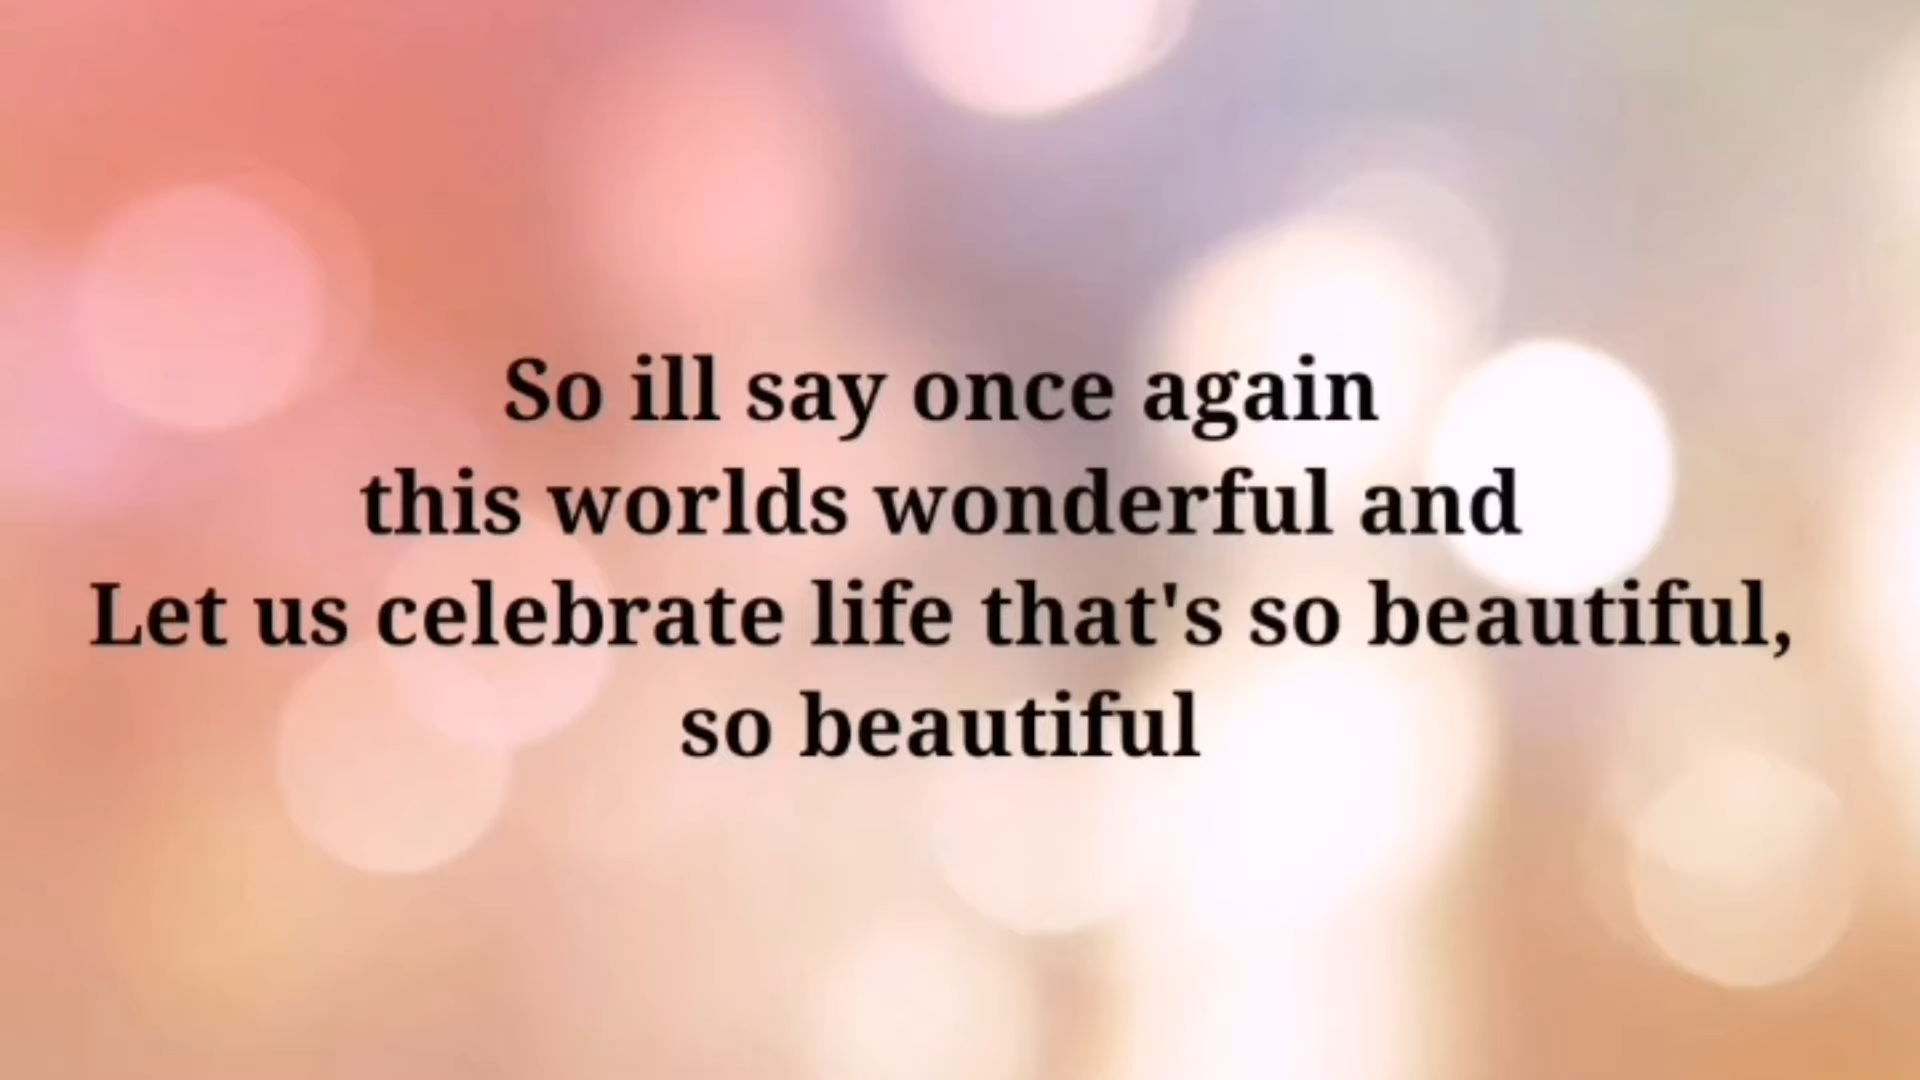 So ill say once again
this worlds wonderful and
Let us celebrate life that's so beautiful,
so beautiful